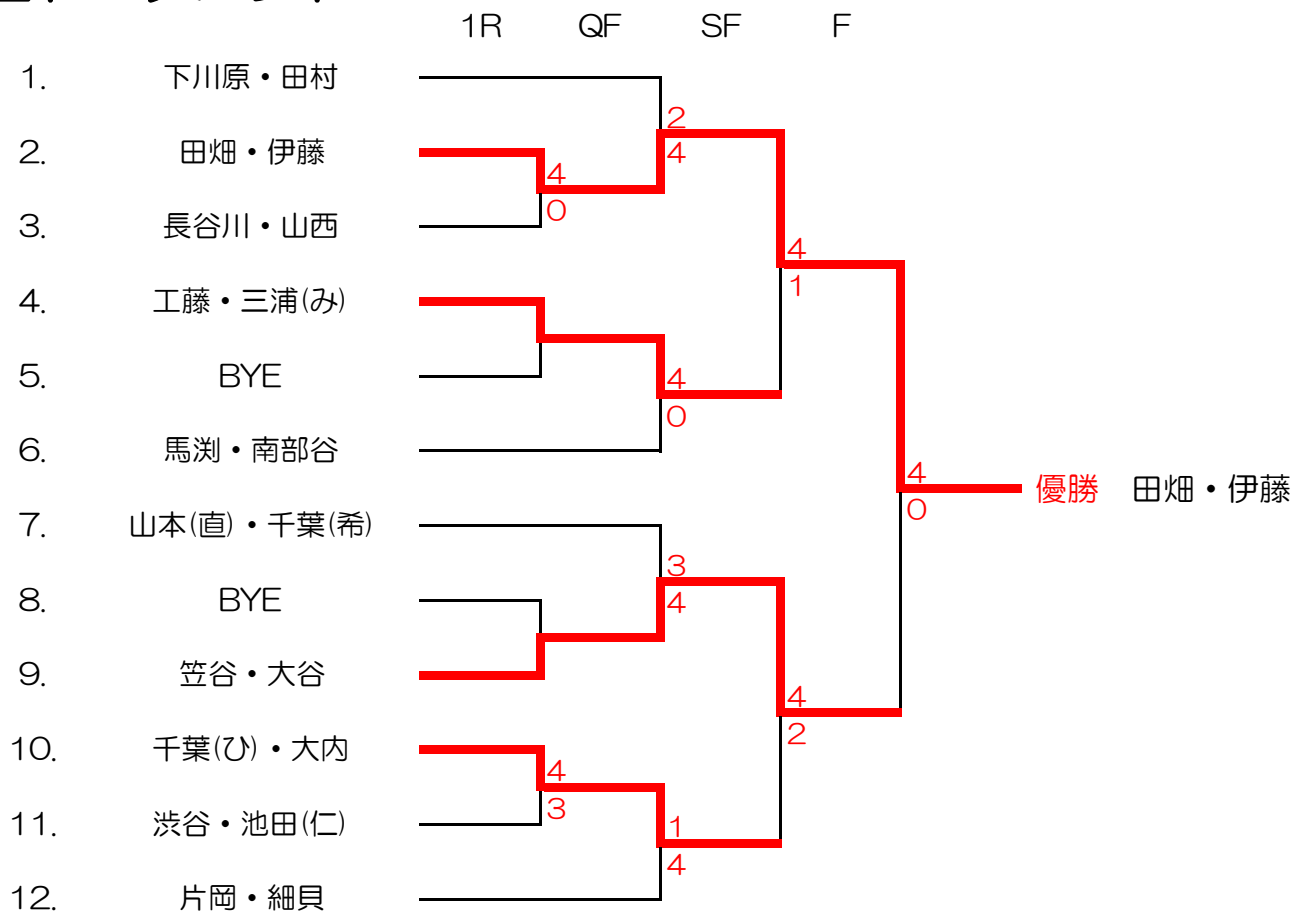 1R QF SF F
1. 下川原・田村
2
2. 田畑・伊藤
4
4
0
3. 長谷川・山西
4
1
4. 工藤・三浦(み)
5. BYE
4
0
6. 馬渕・南部谷
4
優勝 田畑・伊藤
0
7. 山本(直)・千葉(希)
3
8. BYE
4
9. 笠谷・大谷
4
2
10. 千葉(ひ)・大内
4
3
11. 渋谷・池田(仁)
1
4
12. 片岡・細貝